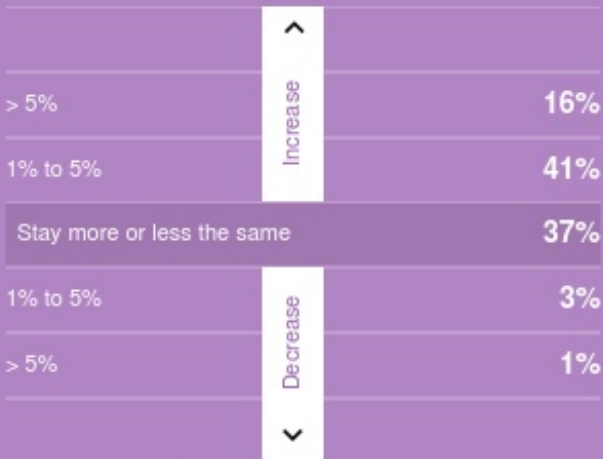 > 5% 16%
Increase
1% to 5% 41%
Stay more or less the same 37%
1% to 5% 3%
Decrease
> 5% 1%